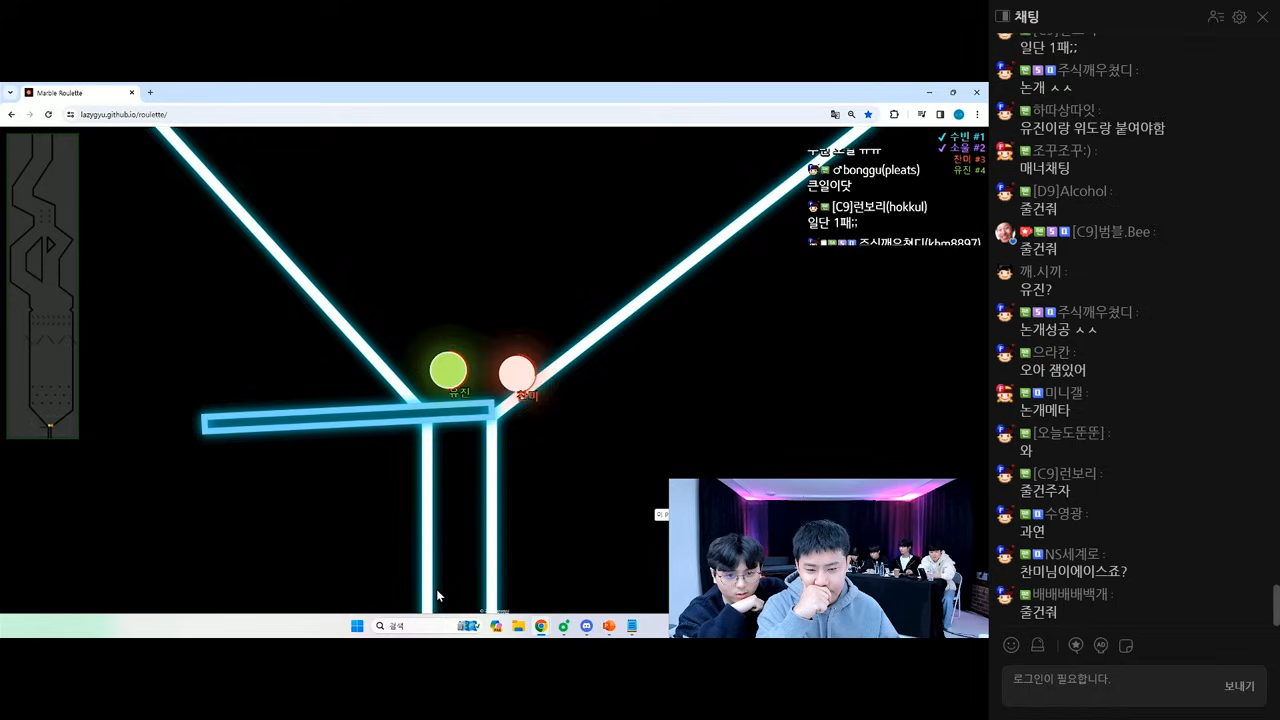 채팅
일단 1패;;
주식깨우쳤디 :
논개 ㅅㅅ
하따상따잇 :
유진이랑 위도랑 붙여야함
조꾸조꾸:) :
매너채팅
[D9]Alcohol :
줄건줘
[C9]범블.Bee :
줄건줘
깨.시끼 :
유진?
주식깨우쳤디 :
논개성공 ㅅㅅ
으라칸 :
오아 잼있어
미니갤 :
논개메타
[오늘도뚠뚠] :
와
[C9]런보리 :
줄건주자
수영광 :
과연
NS세계로 :
찬미님이에이스죠?
배배배배백개 :
줄건줘
로그인이 필요합니다.
보내기
Marble Roulette
lazygyu.github.io/roulette/
✓ 수빈 #1
✓ 소울 #2
찬미 #3
유진 #4
♂bonggu(pleats)
큰일이닷
[C9]런보리(hokkul)
일단 1패;;
주식깨우쳤디(khm8897)
유진
찬미
검색